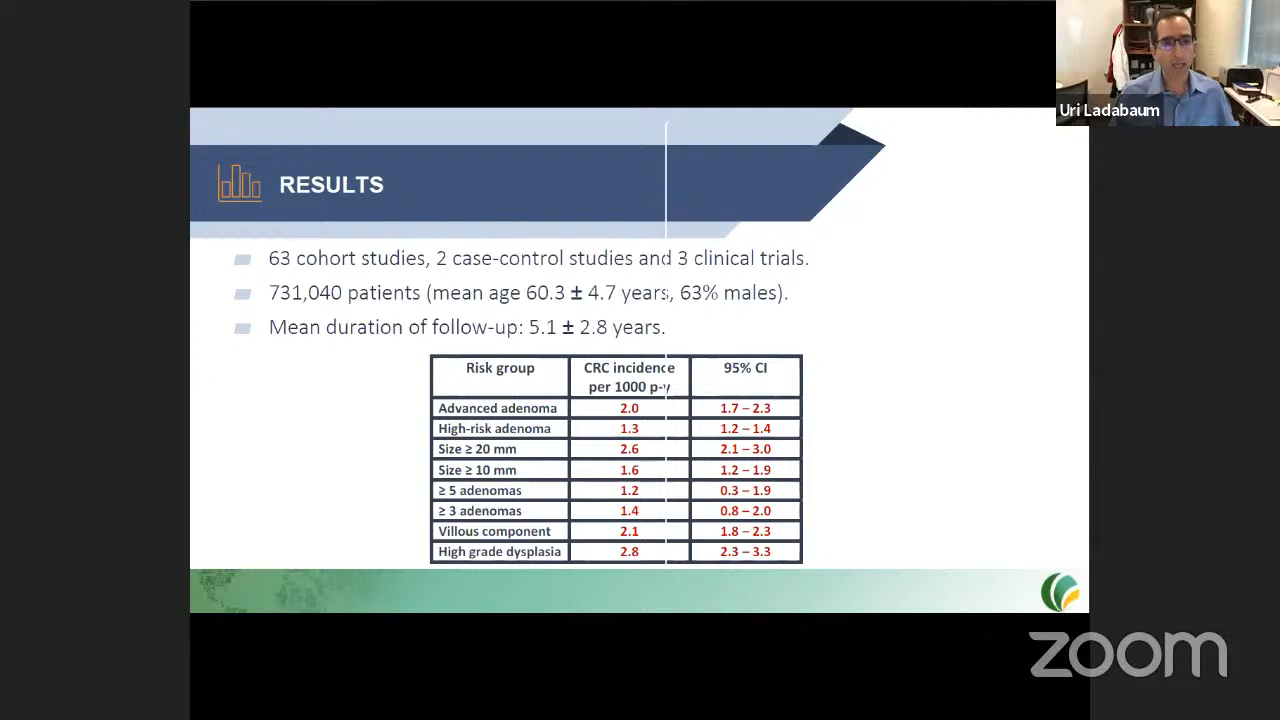 Uri Ladabaum
RESULTS
63 cohort studies, 2 case-control studies and 3 clinical trials.
731,040 patients (mean age 60.3 ± 4.7 years, 63% males).
Mean duration of follow-up: 5.1 ± 2.8 years.
Risk group CRC incidence 95% CI
per 1000 p-y
Advanced adenoma 2.0 1.7 – 2.3
High-risk adenoma 1.3 1.2 – 1.4
Size ≥ 20 mm 2.6 2.1 – 3.0
Size ≥ 10 mm 1.6 1.2 – 1.9
≥ 5 adenomas 1.2 0.3 – 1.9
≥ 3 adenomas 1.4 0.8 – 2.0
Villous component 2.1 1.8 – 2.3
High grade dysplasia 2.8 2.3 – 3.3
zoom